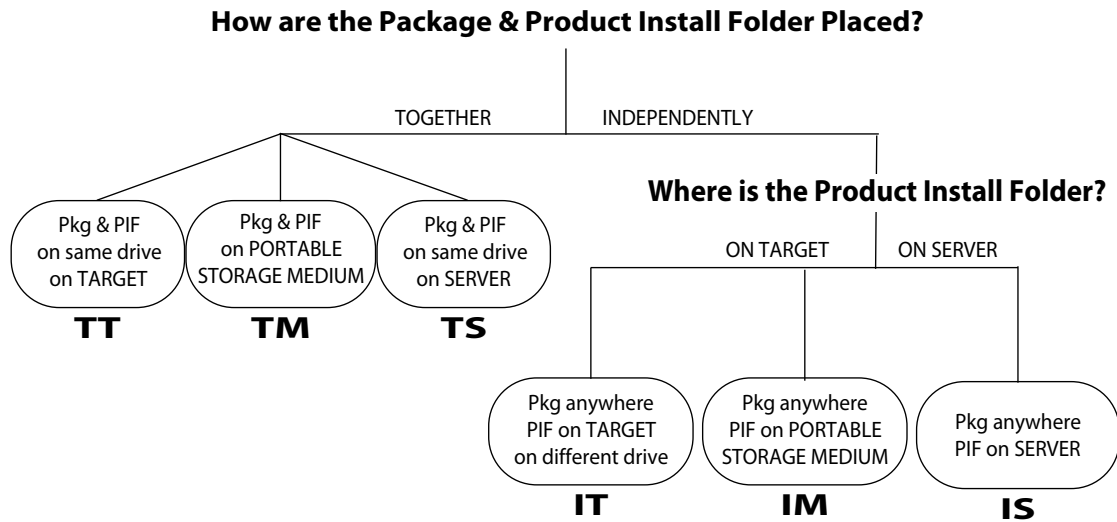 How are the Package & Product Install Folder Placed?
TOGETHER
INDEPENDENTLY
Where is the Product Install Folder?
Pkg & PIF
on same drive
on TARGET
TT
Pkg & PIF
on PORTABLE
STORAGE MEDIUM
TM
Pkg & PIF
on same drive
on SERVER
TS
ON TARGET
ON SERVER
Pkg anywhere
PIF on TARGET
on different drive
IT
Pkg anywhere
PIF on PORTABLE
STORAGE MEDIUM
IM
Pkg anywhere
PIF on SERVER
IS